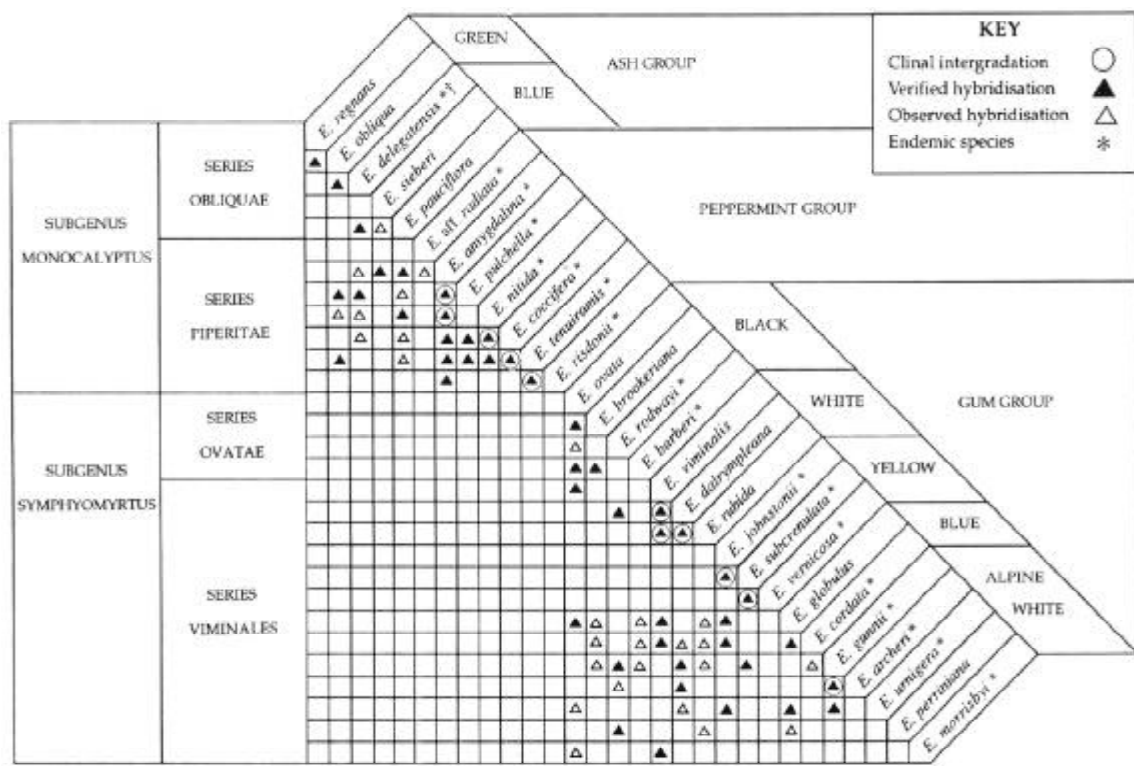 KEY
Clinal intergradation
Verified hybridisation
Observed hybridisation
Endemic species *
GREEN
BLUE
ASH GROUP
PEPPERMINT GROUP
BLACK
WHITE
YELLOW
BLUE
ALPINE
WHITE
GUM GROUP
SUBGENUS
MONOCALYPTUS
SERIES
OBLIQUAE
SERIES
PIPERITAE
SUBGENUS
SYMPHYOMYRTUS
SERIES
OVATAE
SERIES
VIMINALES
E. regnans
E. obliqua
E. delegatensis *†
E. sieberi
E. pauciflora
E. aff. radiata *
E. amygdalina *
E. pulchella *
E. nitida *
E. coccifera *
E. tenuiramis *
E. risdonii *
E. ovata
E. brookeriana
E. rodwayi *
E. barberi *
E. viminalis
E. dalrympleana
E. rubida
E. johnstonii *
E. subcrenulata *
E. vernicosa *
E. globulus
E. cordata *
E. gunnii *
E. archeri *
E. urnigera *
E. perriniana
E. morrisbyi *